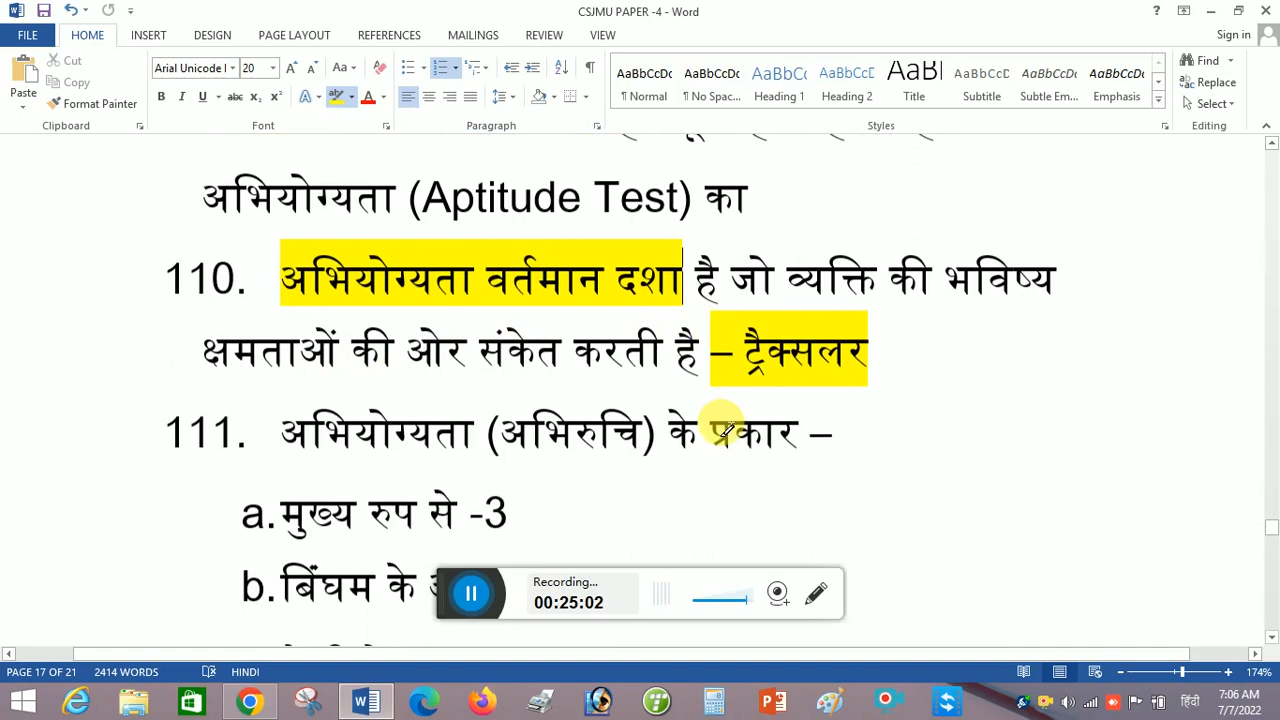 CSJMU PAPER -4 - Word
FILE HOME INSERT DESIGN PAGE LAYOUT REFERENCES MAILINGS REVIEW VIEW Sign in
Cut
Copy
Format Painter
Paste
Clipboard
Arial Unicode 20
Font
Paragraph
AaBbCcDc AaBbCcDc AaBbCc AaBbCcD AaBl AaBbCcD AaBbCcDc AaBbCcDc
¶ Normal ¶ No Spac... Heading 1 Heading 2 Title Subtitle Subtle Em... Emphasis
Styles
Find
Replace
Select
Editing
अभियोग्यता (Aptitude Test) का
110. अभियोग्यता वर्तमान दशा है जो व्यक्ति की भविष्य
क्षमताओं की ओर संकेत करती है – ट्रैक्सलर
111. अभियोग्यता (अभिरुचि) के प्रकार –
a. मुख्य रुप से -3
b. बिंघम के
Recording...
00:25:02
PAGE 17 OF 21 2414 WORDS HINDI 174%
हिंदी 7:06 AM
7/7/2022